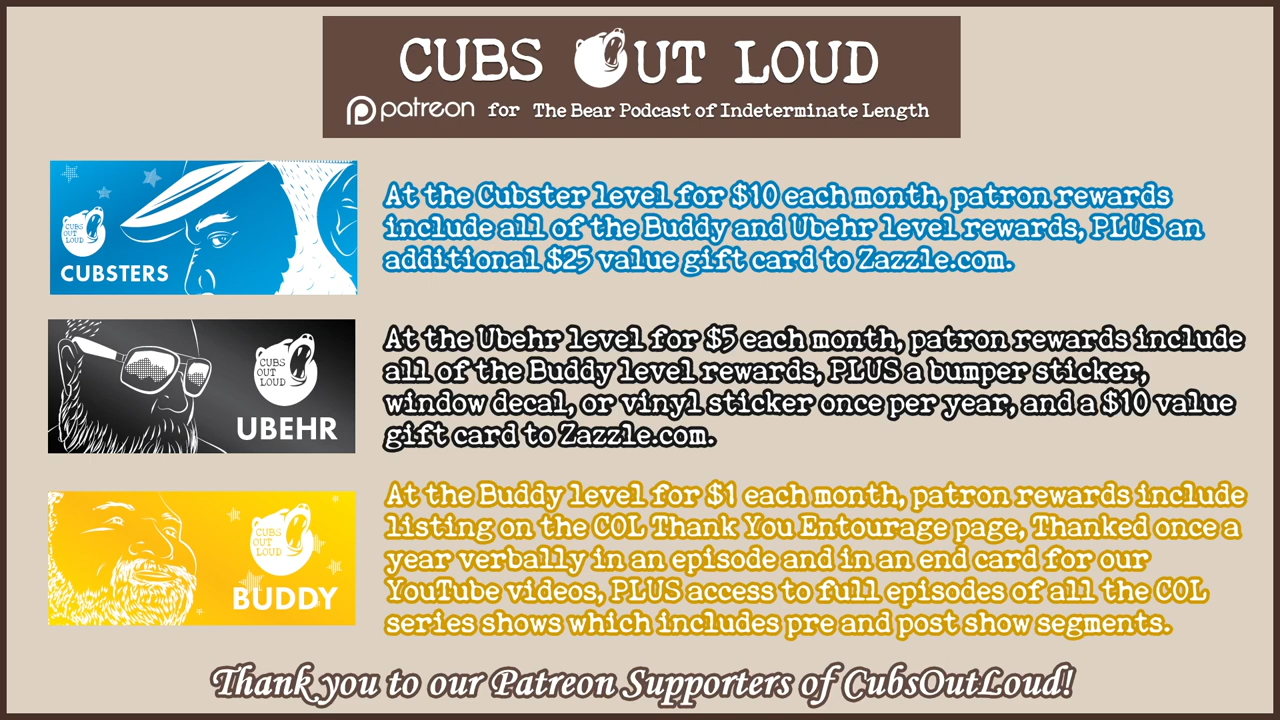 CUBS OUT LOUD
patreon for The Bear Podcast of Indeterminate Length
CUBS
OUT
LOUD
CUBSTERS
At the Cubster level for $10 each month, patron rewards
include all of the Buddy and Ubehr level rewards, PLUS an
additional $25 value gift card to Zazzle.com.
CUBS
OUT
LOUD
UBEHR
At the Ubehr level for $5 each month, patron rewards include
all of the Buddy level rewards, PLUS a bumper sticker,
window decal, or vinyl sticker once per year, and a $10 value
gift card to Zazzle.com.
CUBS
OUT
LOUD
BUDDY
At the Buddy level for $1 each month, patron rewards include
listing on the COL Thank You Entourage page, Thanked once a
year verbally in an episode and in an end card for our
YouTube videos, PLUS access to full episodes of all the COL
series shows which includes pre and post show segments.
Thank you to our Patreon Supporters of CubsOutLoud!